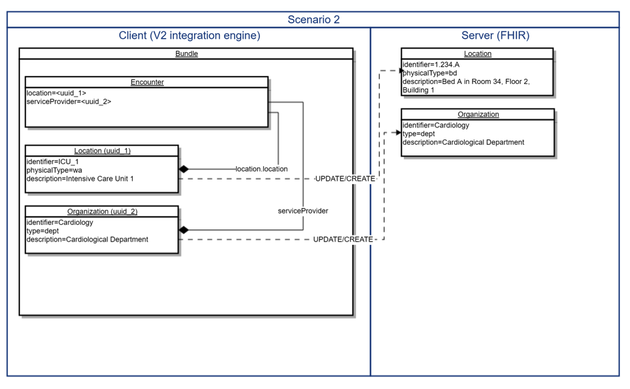 Scenario 2
Client (V2 integration engine)
Server (FHIR)
Bundle
Encounter
location=<uuid_1>
serviceProvider=<uuid_2>
Location (uuid_1)
identifier=ICU_1
physicalType=wa
description=Intensive Care Unit 1
Organization (uuid_2)
identifier=Cardiology
type=dept
description=Cardiological Department
location.location
serviceProvider
UPDATE/CREATE
UPDATE/CREATE
Location
identifier=1.234.A
physicalType=bd
description=Bed A in Room 34, Floor 2,
Building 1
Organization
identifier=Cardiology
type=dept
description=Cardiological Department